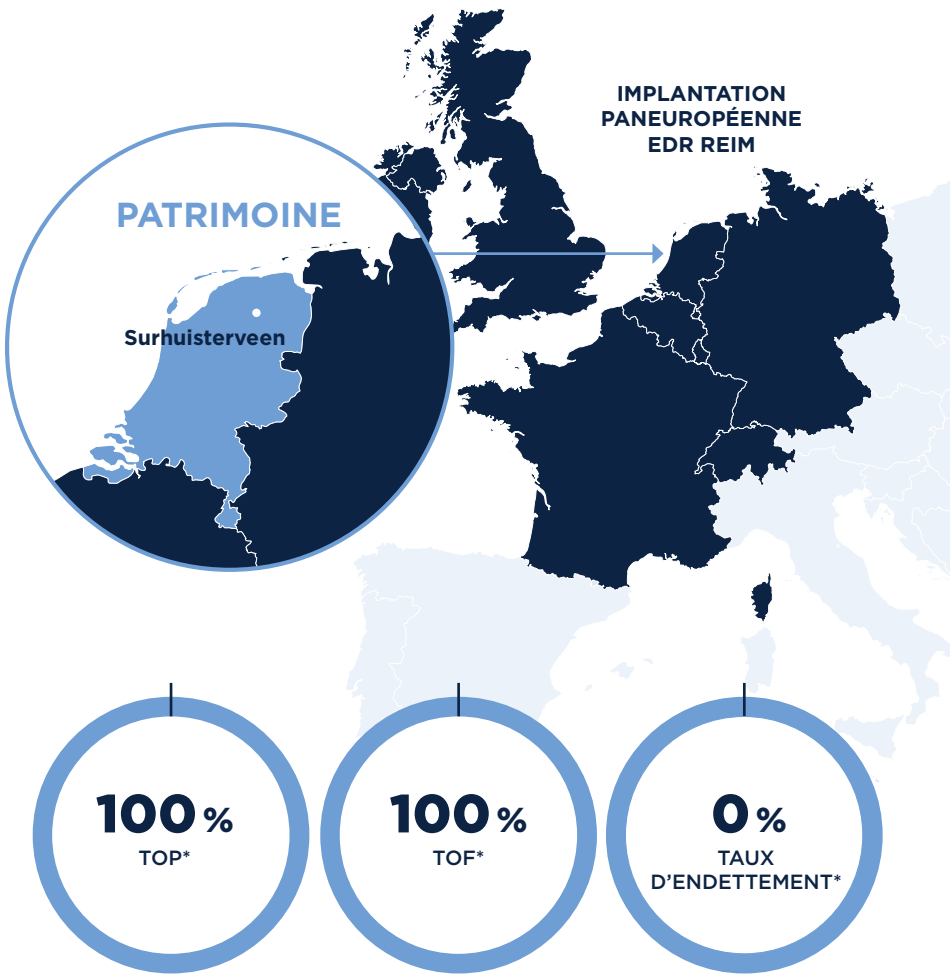 IMPLANTATION
PANEUROPÉENNE
EDR REIM
PATRIMOINE
Surhuisterveen
100 %
TOP*
100 %
TOF*
0 %
TAUX
D’ENDETTEMENT*